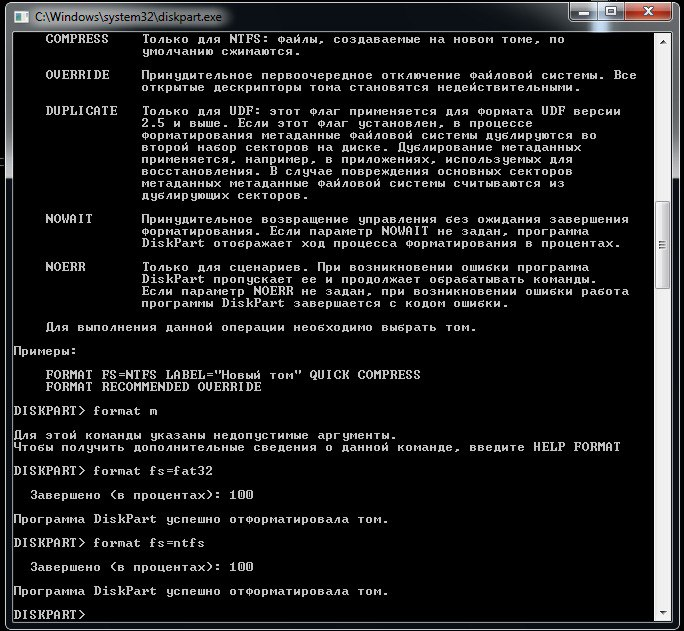 C:\Windows\system32\diskpart.exe
COMPRESS Только для NTFS: файлы, создаваемые на новом томе, по
умолчанию сжимаются.
OVERRIDE Принудительное первоочередное отключение файловой системы. Все
открытые дескрипторы тома становятся недействительными.
DUPLICATE Только для UDF: этот флаг применяется для формата UDF версии
2.5 и выше. Если этот флаг установлен, в процессе
форматирования метаданные файловой системы дублируются во
второй набор секторов на диске. Дублирование метаданных
применяется, например, в приложениях, используемых для
восстановления. В случае повреждения основных секторов
метаданных метаданные файловой системы считываются из
дублирующих секторов.
NOWAIT Принудительное возвращение управления без ожидания завершения
форматирования. Если параметр NOWAIT не задан, программа
DiskPart отображает ход процесса форматирования в процентах.
NOERR Только для сценариев. При возникновении ошибки программа
DiskPart пропускает ее и продолжает обрабатывать команды.
Если параметр NOERR не задан, при возникновении ошибки работа
программы DiskPart завершается с кодом ошибки.
Для выполнения данной операции необходимо выбрать том.
Примеры:
FORMAT FS=NTFS LABEL="Новый том" QUICK COMPRESS
FORMAT RECOMMENDED OVERRIDE
DISKPART> format m
Для этой команды указаны недопустимые аргументы.
Чтобы получить дополнительные сведения о данной команде, введите HELP FORMAT
DISKPART> format fs=fat32
Завершено (в процентах): 100
Программа DiskPart успешно отформатировала том.
DISKPART> format fs=ntfs
Завершено (в процентах): 100
Программа DiskPart успешно отформатировала том.
DISKPART>